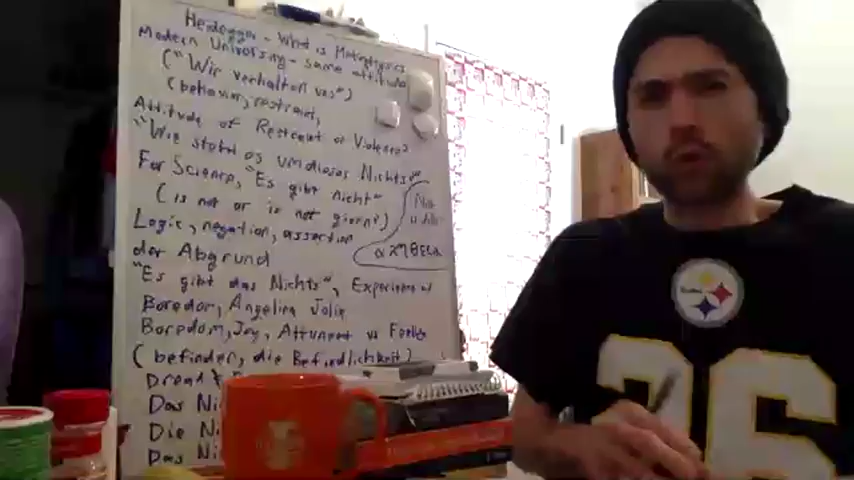 Heidegger - What is Metaphysics
Modern University - same attitude
("Wir verhalten uns")
(behavior, restraint,
Attitude of Restraint or Violence?
"Wie steht es um dieses Nichts?"
For Science, "Es gibt nicht"
(is not or is not given)
Logic, negation, assertion
der Abgrund
"Es gibt das Nichts", Experience w/
Boredom, Angelina Jolie
Boredom, Joy, Attunement vs Feeling
(befinden, die Befindlichkeit)
Dread
Das Ni
Die Ni
Das Ni
Steelers
76